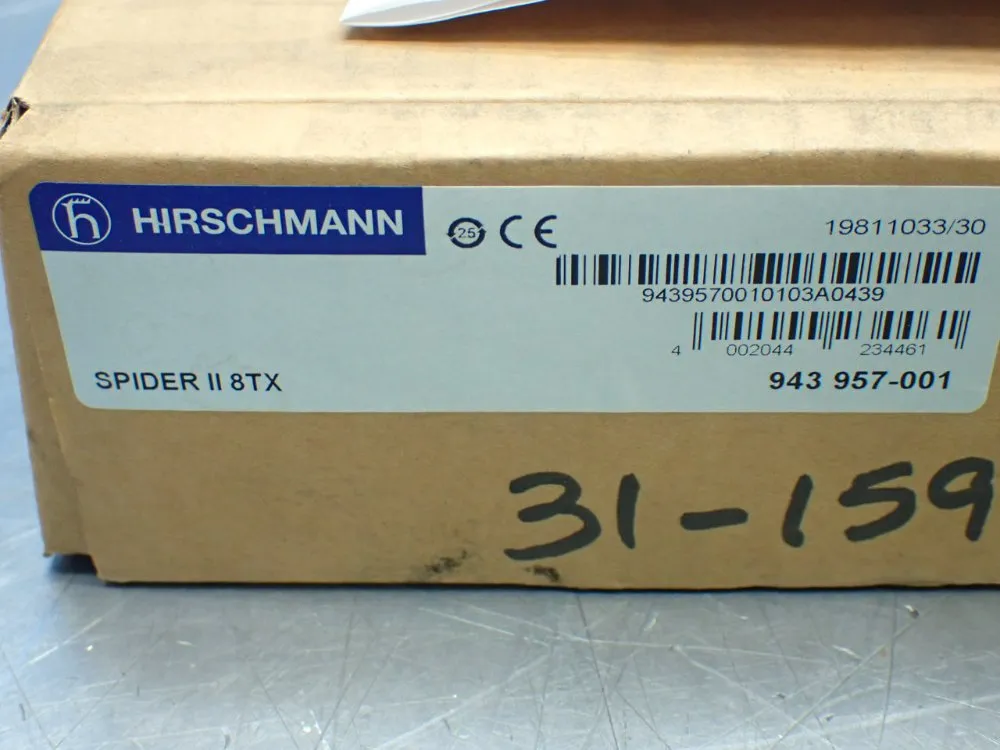 HIRSCHMANN
25
CE
19811033/30
9439570010103A0439
4 002044 234461
SPIDER II 8TX
943 957-001
31-159